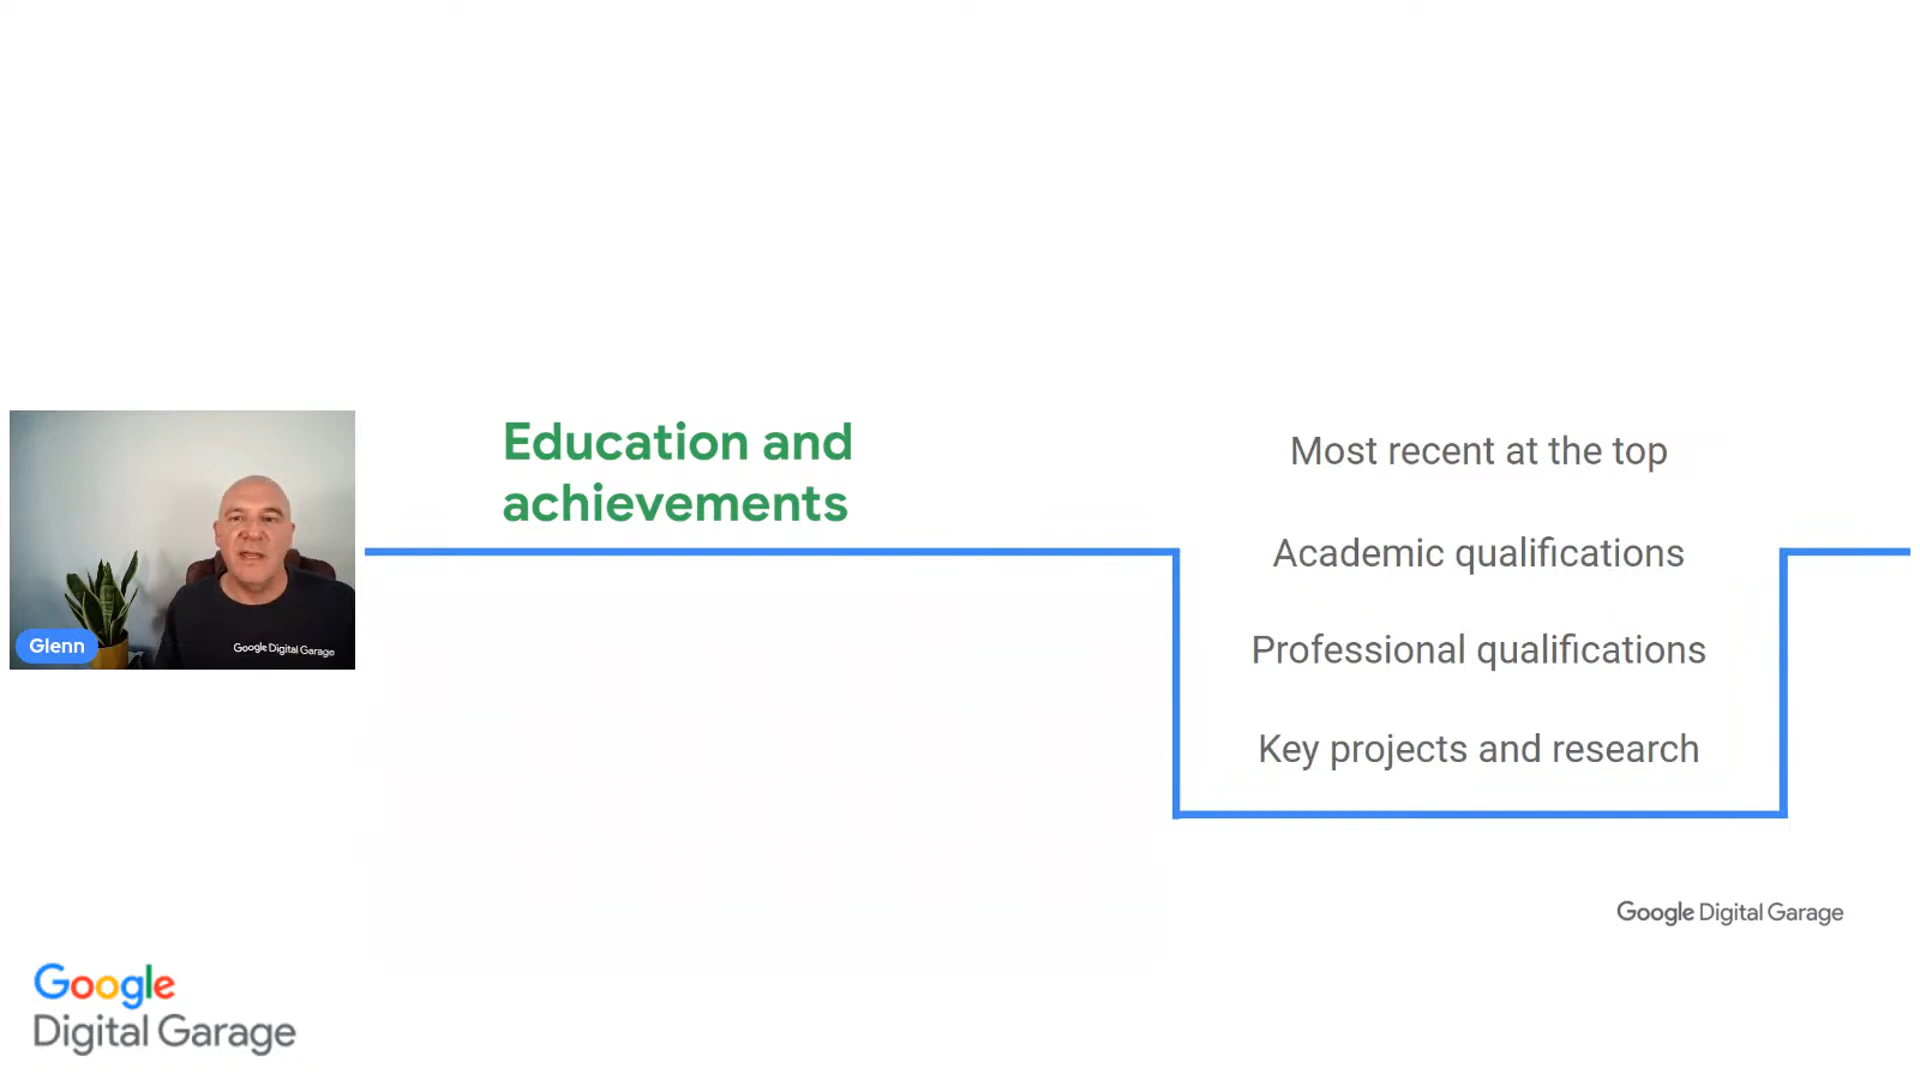 Education and
achievements
Most recent at the top
Academic qualifications
Professional qualifications
Key projects and research
Glenn
Google Digital Garage
Google Digital Garage
Google
Digital Garage